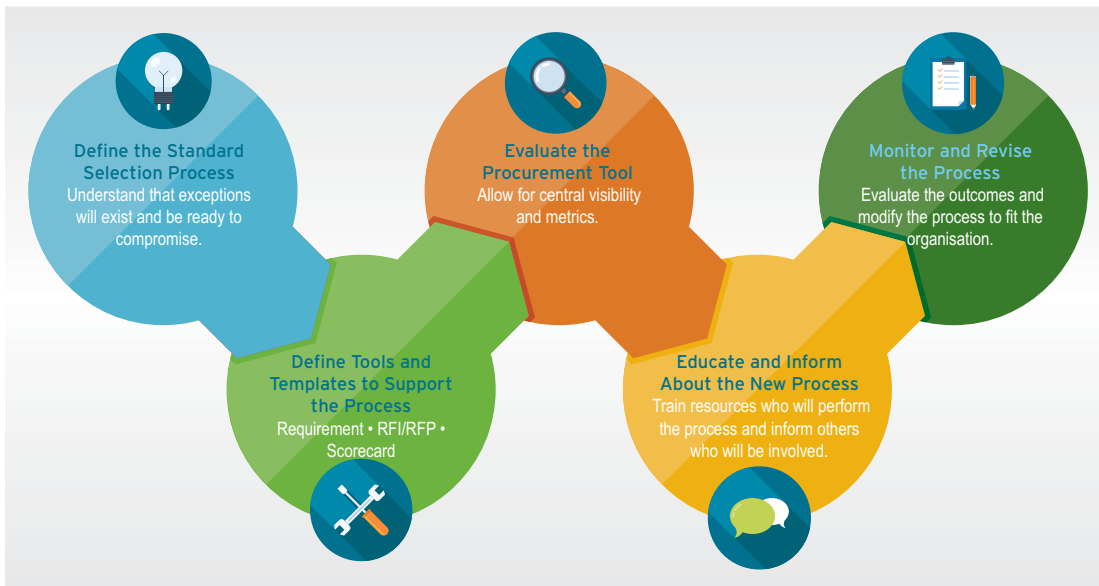 Define the Standard
Selection Process
Understand that exceptions
will exist and be ready to
compromise.
Define Tools and
Templates to Support
the Process
Requirement • RFI/RFP •
Scorecard
Evaluate the
Procurement Tool
Allow for central visibility
and metrics.
Educate and Inform
About the New Process
Train resources who will perform
the process and inform others
who will be involved.
Monitor and Revise
the Process
Evaluate the outcomes and
modify the process to fit the
organisation.